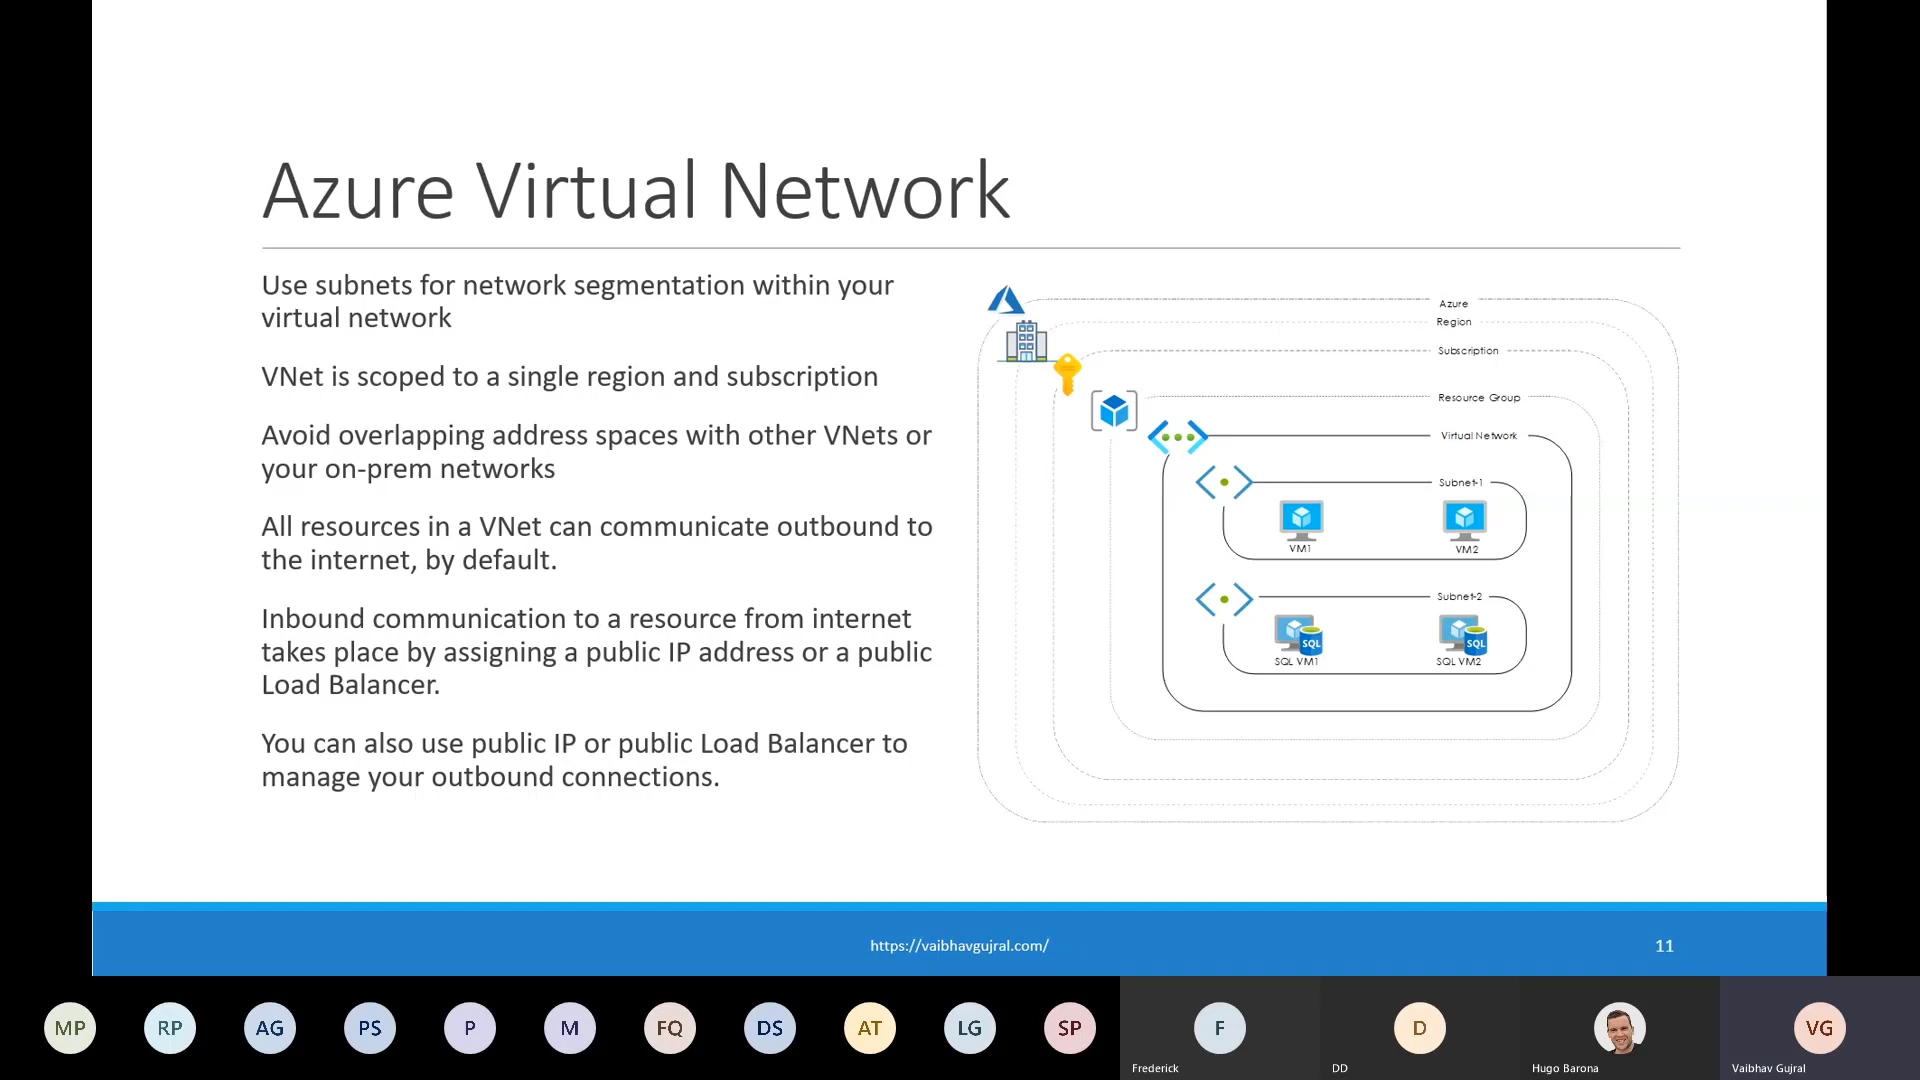 Azure Virtual Network
Use subnets for network segmentation within your
virtual network
VNet is scoped to a single region and subscription
Avoid overlapping address spaces with other VNets or
your on-prem networks
All resources in a VNet can communicate outbound to
the internet, by default.
Inbound communication to a resource from internet
takes place by assigning a public IP address or a public
Load Balancer.
You can also use public IP or public Load Balancer to
manage your outbound connections.
Azure
Region
Subscription
Resource Group
Virtual Network
Subnet-1
VM1
VM2
Subnet-2
SQL
SQL
SQL VM1
SQL VM2
https://vaibhavgujral.com/
11
MP
RP
AG
PS
P
M
FQ
DS
AT
LG
SP
F
D
VG
Frederick
DD
Hugo Barona
Vaibhav Gujral